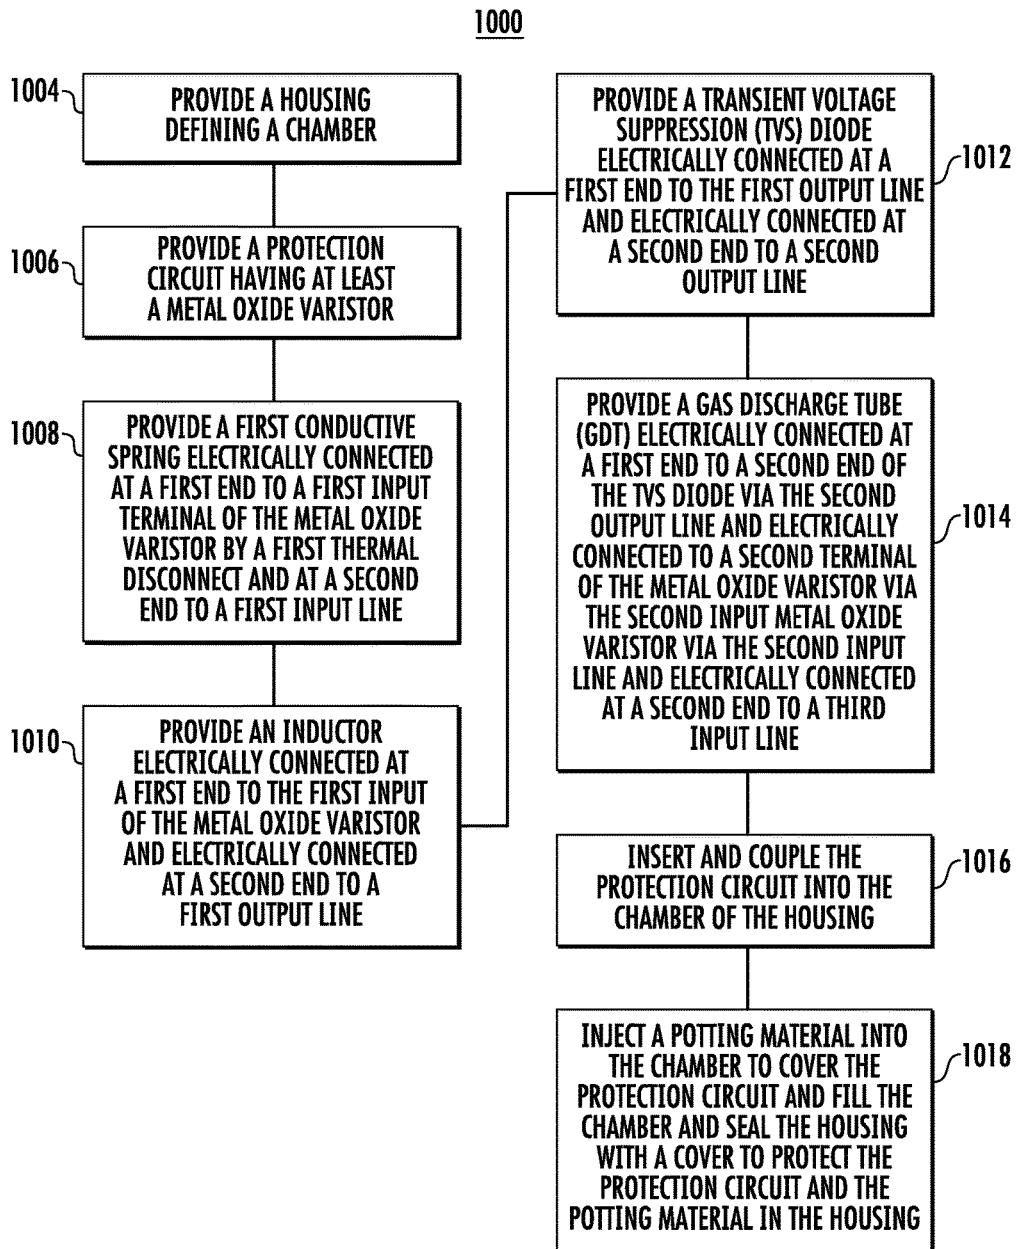 1000
1004
PROVIDE A HOUSING
DEFINING A CHAMBER
1006
PROVIDE A PROTECTION
CIRCUIT HAVING AT LEAST
A METAL OXIDE VARISTOR
1008
PROVIDE A FIRST CONDUCTIVE
SPRING ELECTRICALLY CONNECTED
AT A FIRST END TO A FIRST INPUT
TERMINAL OF THE METAL OXIDE
VARISTOR BY A FIRST THERMAL
DISCONNECT AND AT A SECOND
END TO A FIRST INPUT LINE
1010
PROVIDE AN INDUCTOR
ELECTRICALLY CONNECTED AT
A FIRST END TO THE FIRST INPUT
OF THE METAL OXIDE VARISTOR
AND ELECTRICALLY CONNECTED
AT A SECOND END TO A
FIRST OUTPUT LINE
PROVIDE A TRANSIENT VOLTAGE
SUPPRESSION (TVS) DIODE
ELECTRICALLY CONNECTED AT A
FIRST END TO THE FIRST OUTPUT LINE
AND ELECTRICALLY CONNECTED AT
A SECOND END TO A SECOND
OUTPUT LINE
1012
PROVIDE A GAS DISCHARGE TUBE
(GDT) ELECTRICALLY CONNECTED AT
A FIRST END TO A SECOND END OF
THE TVS DIODE VIA THE SECOND
OUTPUT LINE AND ELECTRICALLY
CONNECTED TO A SECOND TERMINAL
OF THE METAL OXIDE VARISTOR VIA
THE SECOND INPUT METAL OXIDE
VARISTOR VIA THE SECOND INPUT
LINE AND ELECTRICALLY CONNECTED
AT A SECOND END TO A THIRD
INPUT LINE
1014
INSERT AND COUPLE THE
PROTECTION CIRCUIT INTO THE
CHAMBER OF THE HOUSING
1016
INJECT A POTTING MATERIAL INTO
THE CHAMBER TO COVER THE
PROTECTION CIRCUIT AND FILL THE
CHAMBER AND SEAL THE HOUSING
WITH A COVER TO PROTECT THE
PROTECTION CIRCUIT AND THE
POTTING MATERIAL IN THE HOUSING
1018